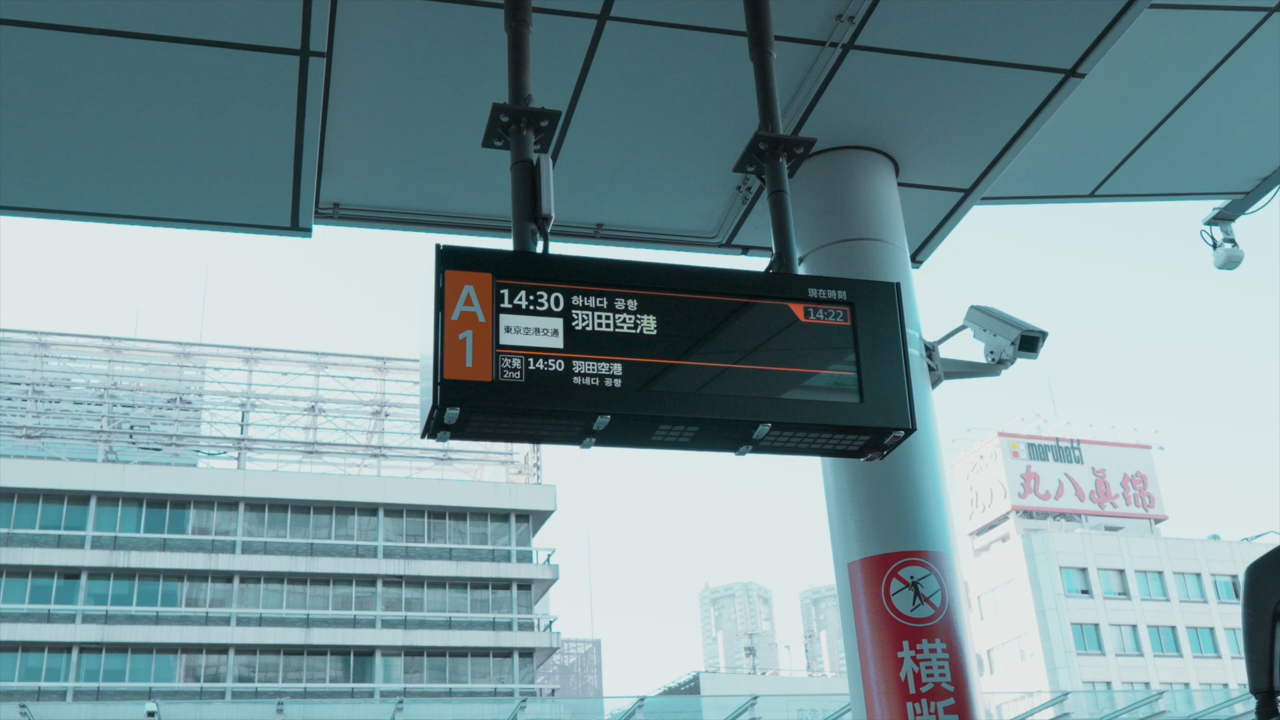 A
1
14:30
하네다 공항
羽田空港
東京空港交通
現在時刻
14:22
次発
2nd
14:50
羽田空港
하네다 공항
maruhati
丸八真綿
横
断